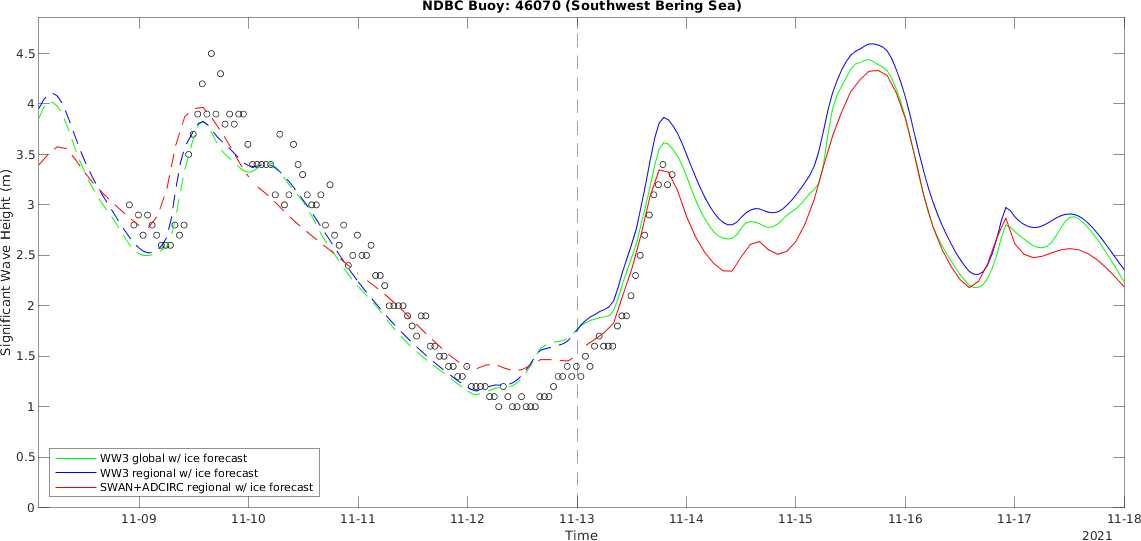 NDBC Buoy: 46070 (Southwest Bering Sea)
Significant Wave Height (m)
4.5
4
3.5
3
2.5
2
1.5
1
0.5
0
WW3 global w/ ice forecast
WW3 regional w/ ice forecast
SWAN+ADCIRC regional w/ ice forecast
11-09 11-10 11-11 11-12 11-13 11-14 11-15 11-16 11-17 11-18
Time
2021